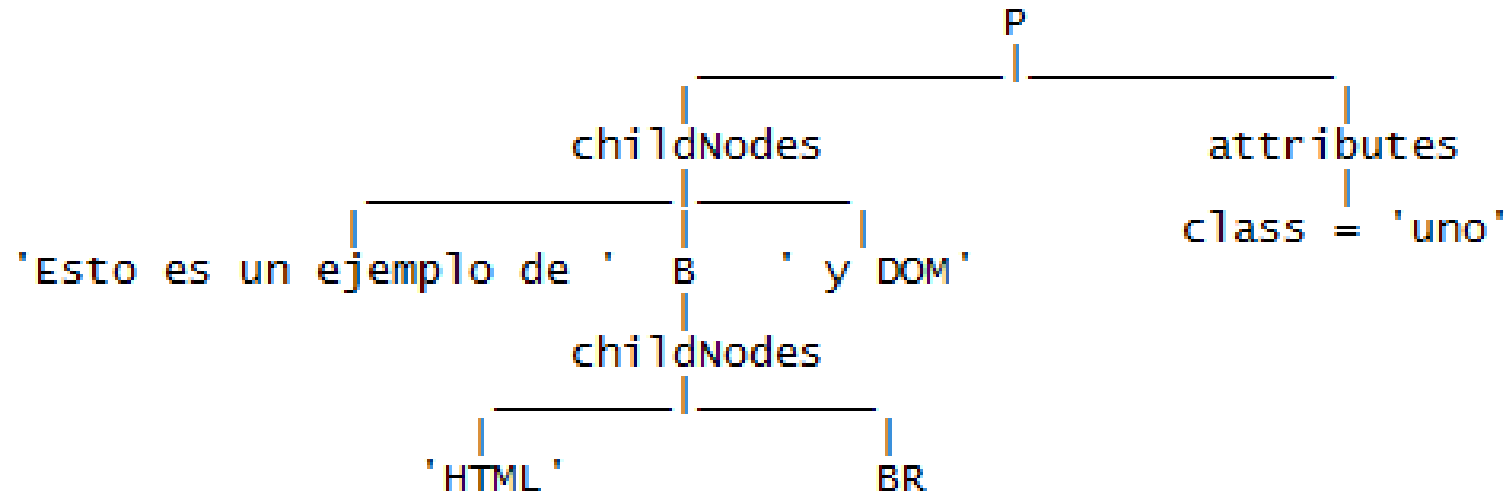 P
childNodes attributes
class = 'uno'
'Esto es un ejemplo de ' B ' y DOM'
childNodes
'HTML' BR